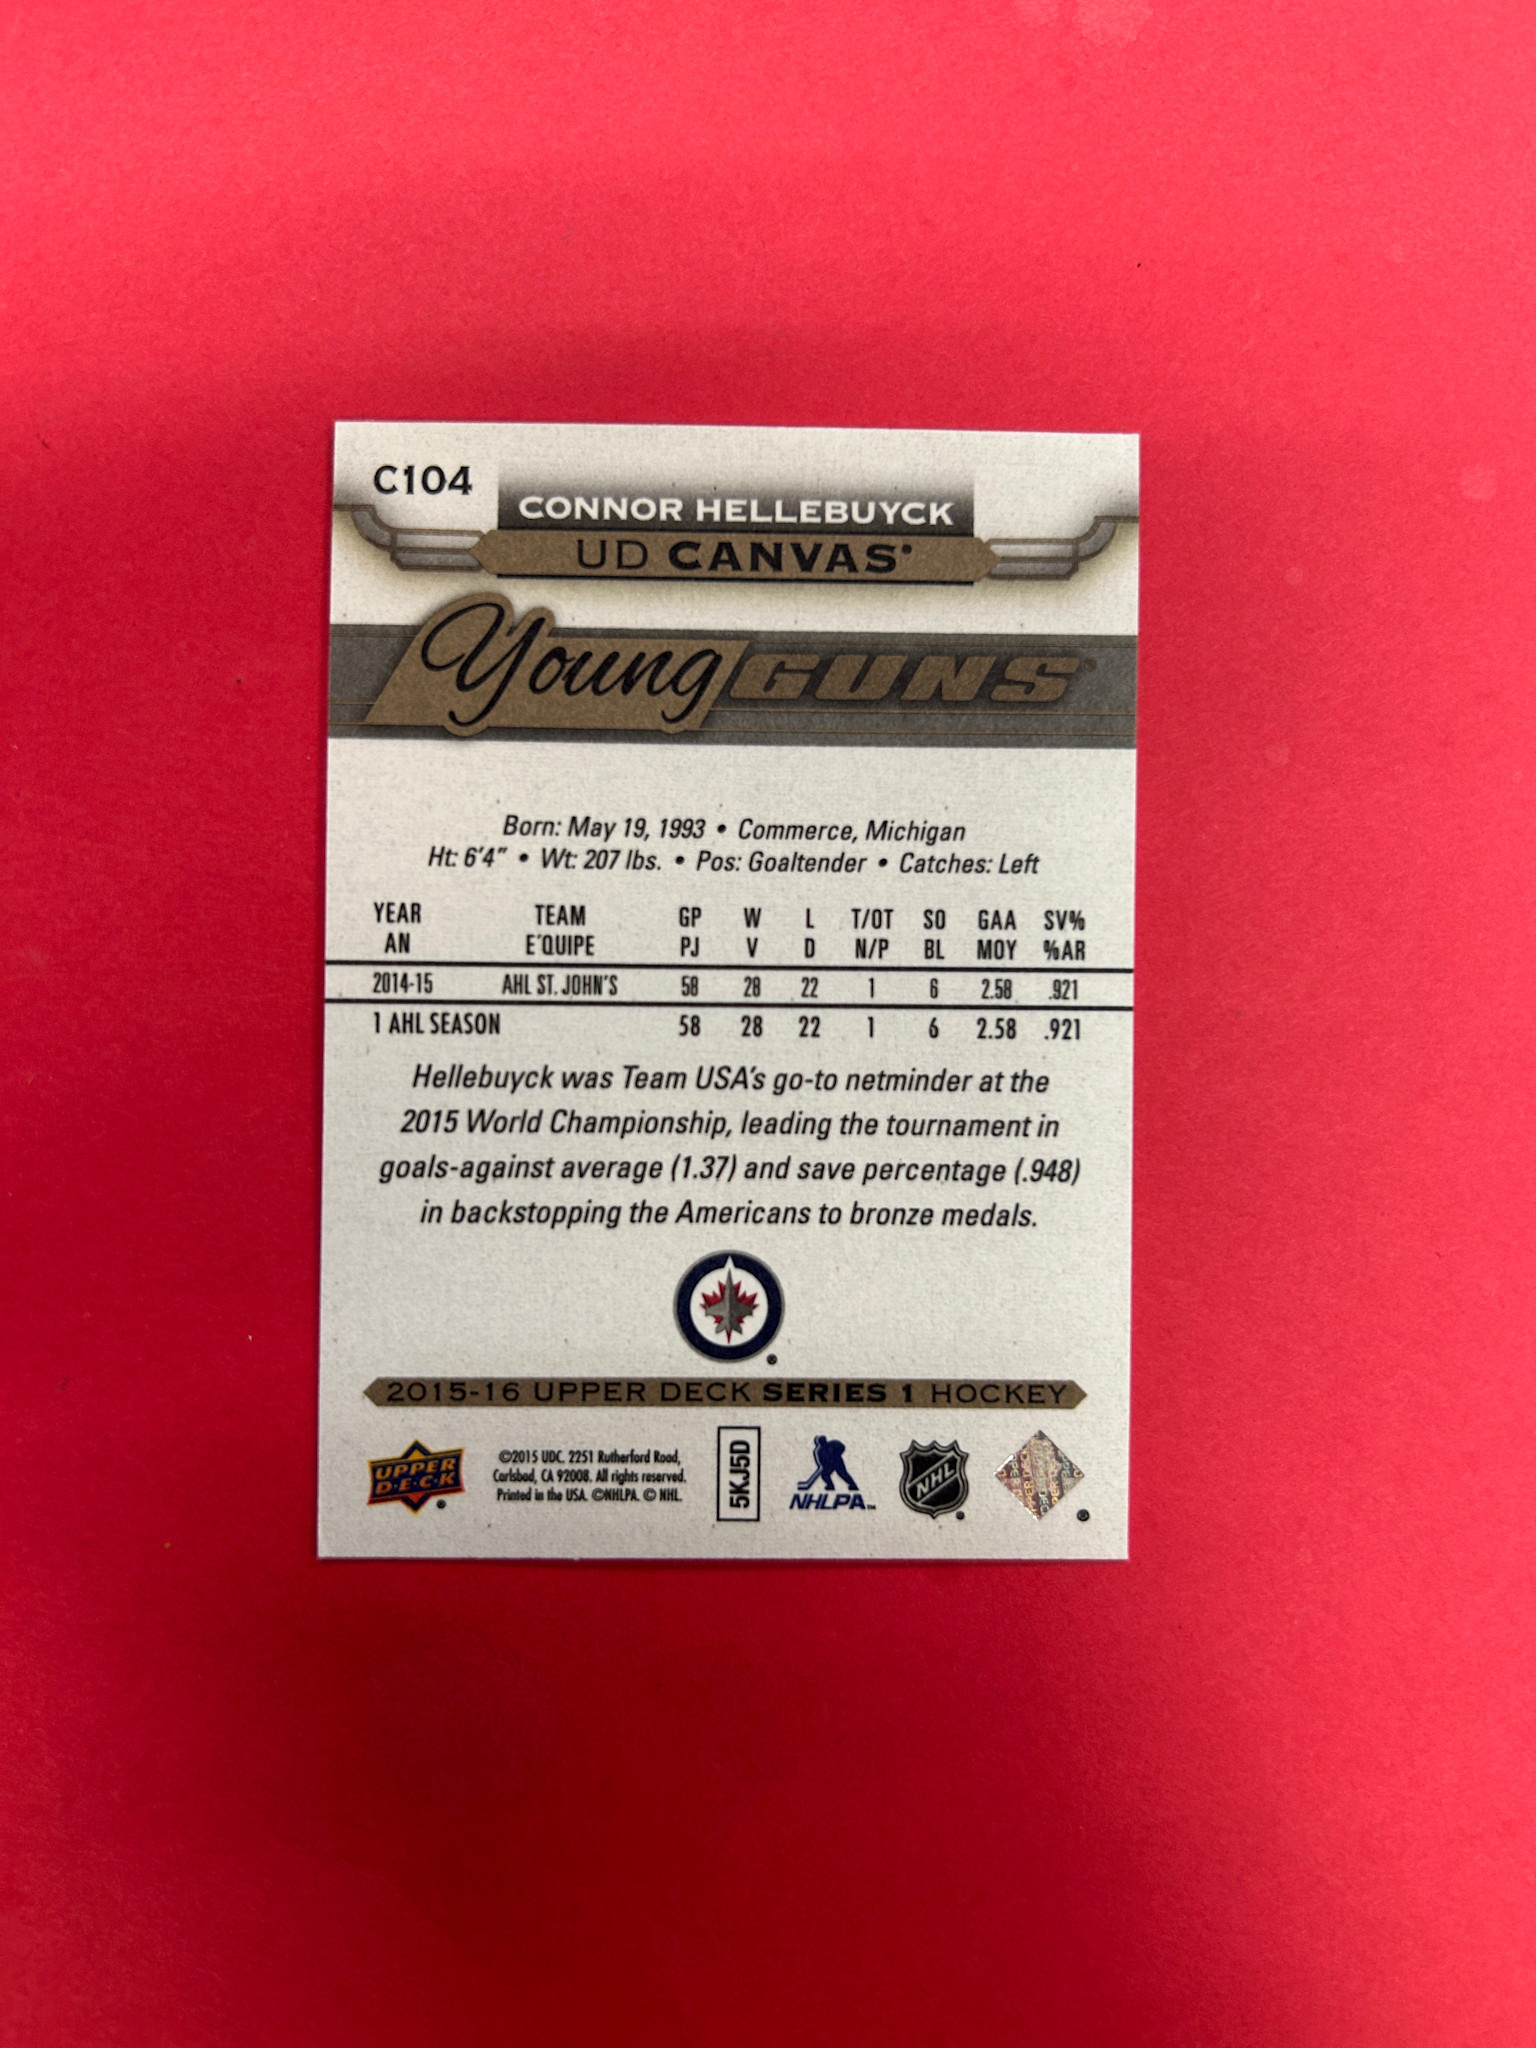 C104
CONNOR HELLEBUYCK
UD CANVAS®
Young GUNS®
Born: May 19, 1993 • Commerce, Michigan
Ht: 6'4" • Wt: 207 lbs. • Pos: Goaltender • Catches: Left
YEAR TEAM GP W L T/OT SO GAA SV%
AN E'QUIPE PJ V D N/P BL MOY %AR
2014-15 AHL ST. JOHN'S 58 28 22 1 6 2.58 .921
1 AHL SEASON 58 28 22 1 6 2.58 .921
Hellebuyck was Team USA's go-to netminder at the
2015 World Championship, leading the tournament in
goals-against average (1.37) and save percentage (.948)
in backstopping the Americans to bronze medals.
®
2015-16 UPPER DECK SERIES 1 HOCKEY
UPPER
D·E·C·K ®
©2015 UDC. 2251 Rutherford Road,
Carlsbad, CA 92008. All rights reserved.
Printed in the USA. ©NHLPA. © NHL.
5KJ5D
NHLPA™
NHL ®
®